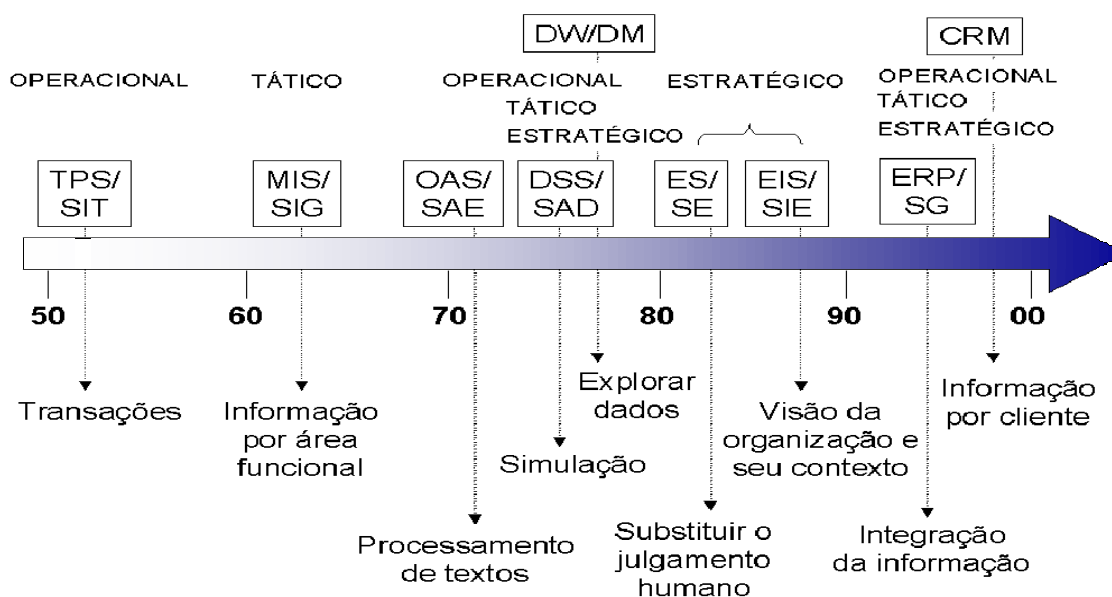 DW/DM
CRM
OPERACIONAL
TÁTICO
OPERACIONAL
TÁTICO
ESTRATÉGICO
ESTRATÉGICO
OPERACIONAL
TÁTICO
ESTRATÉGICO
TPS/
SIT
MIS/
SIG
OAS/
SAE
DSS/
SAD
ES/
SE
EIS/
SIE
ERP/
SG
50
60
70
80
90
00
Transações
Informação
por área
funcional
Processamento
de textos
Simulação
Explorar
dados
Substituir o
julgamento
humano
Visão da
organização e
seu contexto
Integração
da informação
Informação
por cliente